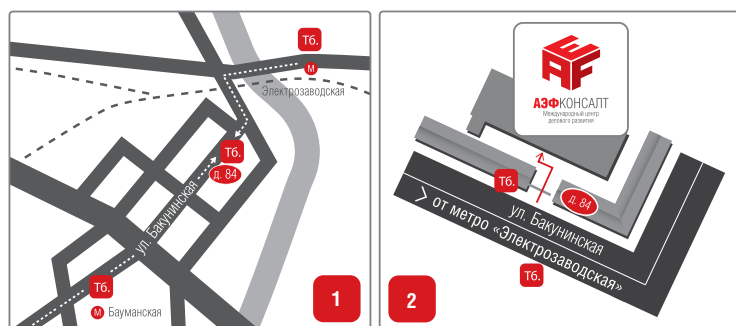 Тб.
М
Электрозаводская
Тб.
д. 84
ул. Бакунинская
Тб.
М Бауманская
1
AEF
АЭФКОНСАЛТ
Международный центр
делового развития
Тб.
д. 84
ул. Бакунинская
> от метро «Электрозаводская»
Тб.
2